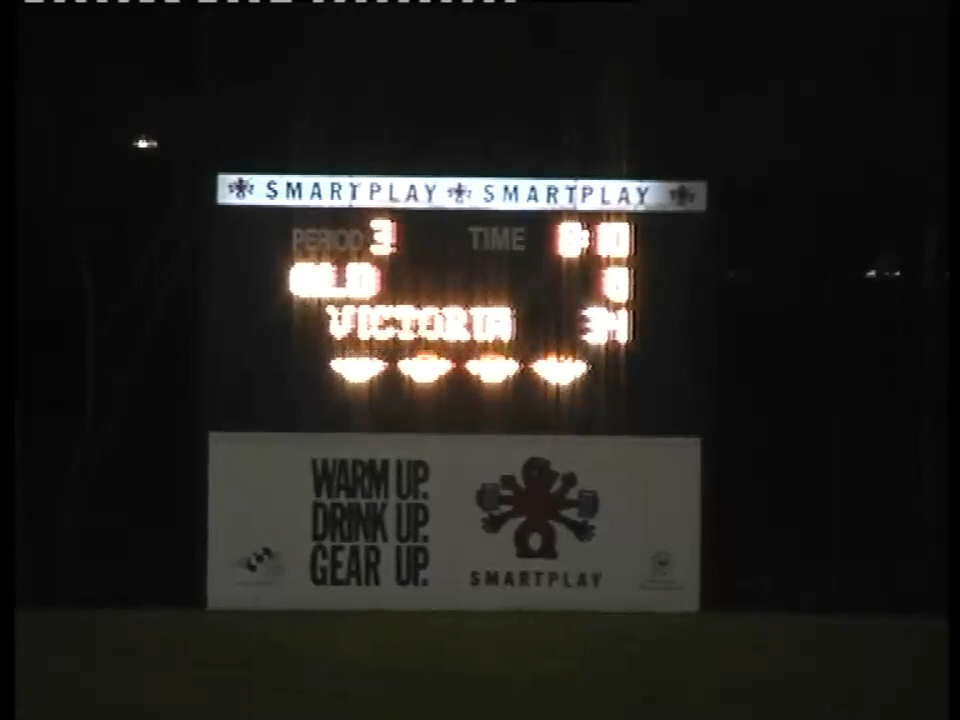 SMARTPLAY SMARTPLAY
PERIOD 3 TIME
QLD 0
VICTORIA 34
WARM UP.
DRINK UP.
GEAR UP.
SMARTPLAY